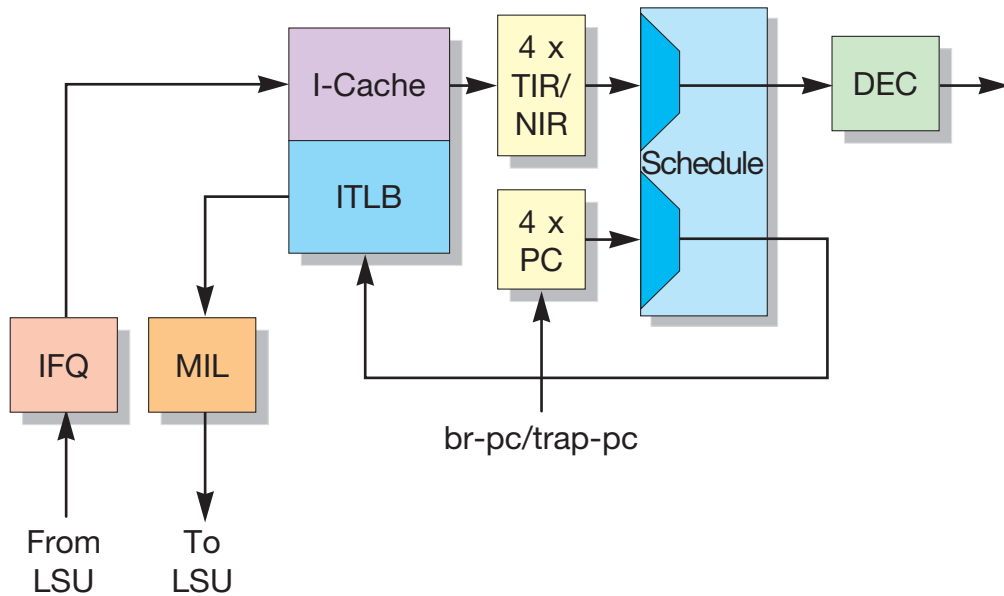 I-Cache
ITLB
4 x
TIR/
NIR
4 x
PC
Schedule
DEC
IFQ
MIL
br-pc/trap-pc
From
LSU
To
LSU